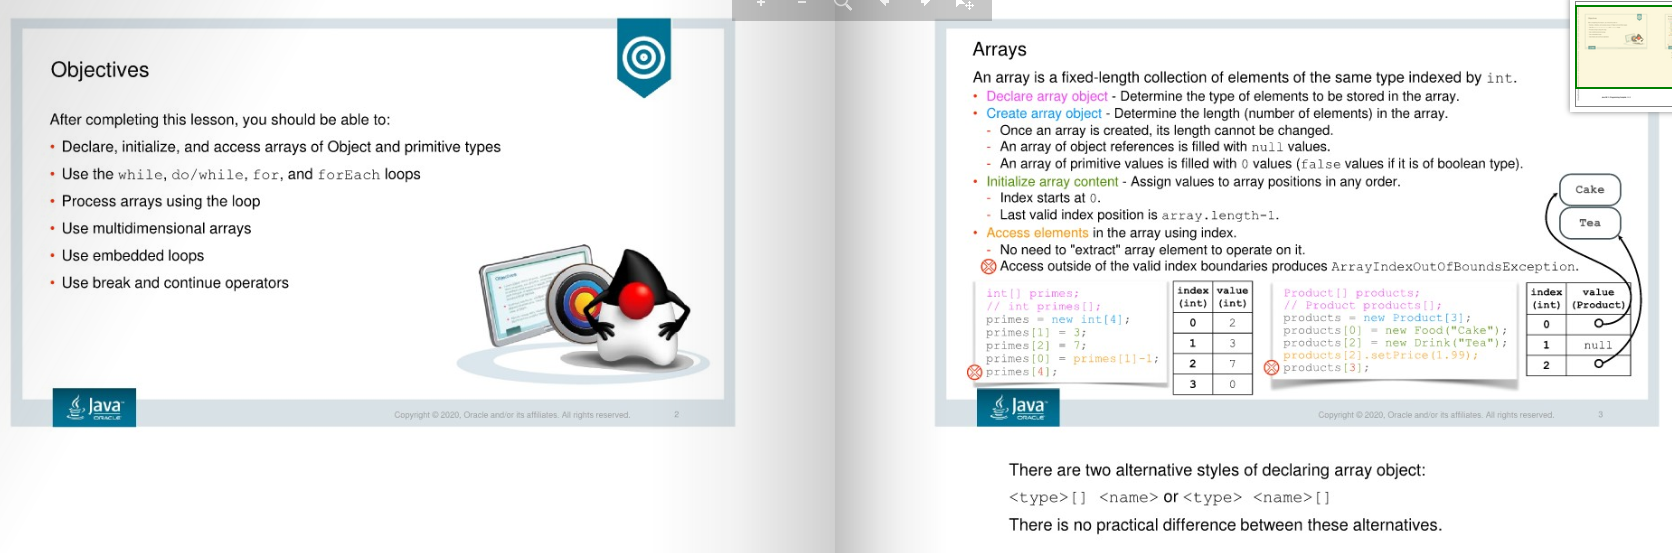 Objectives
After completing this lesson, you should be able to:
• Declare, initialize, and access arrays of Object and primitive types
• Use the while, do/while, for, and forEach loops
• Process arrays using the loop
• Use multidimensional arrays
• Use embedded loops
• Use break and continue operators
Java
ORACLE
Copyright © 2020, Oracle and/or its affiliates. All rights reserved.
2
Arrays
An array is a fixed-length collection of elements of the same type indexed by int.
• Declare array object - Determine the type of elements to be stored in the array.
• Create array object - Determine the length (number of elements) in the array.
- Once an array is created, its length cannot be changed.
- An array of object references is filled with null values.
- An array of primitive values is filled with 0 values (false values if it is of boolean type).
• Initialize array content - Assign values to array positions in any order.
- Index starts at 0.
- Last valid index position is array.length-1.
• Access elements in the array using index.
- No need to "extract" array element to operate on it.
Access outside of the valid index boundaries produces ArrayIndexOutOfBoundsException.
int[] primes;
// int primes[];
primes = new int[4];
primes[1] = 3;
primes[2] = 7;
primes[0] = primes[1]-1;
primes[4];
index value
(int) (int)
0 2
1 3
2 7
3 0
Product[] products;
// Product products[];
products = new Product[3];
products[0] = new Food("Cake");
products[2] = new Drink("Tea");
products[2].setPrice(1.99);
products[3];
Cake
Tea
index value
(int) (Product)
0
1 null
2
Java
ORACLE
Copyright © 2020, Oracle and/or its affiliates. All rights reserved.
3
There are two alternative styles of declaring array object:
<type>[] <name> or <type> <name>[]
There is no practical difference between these alternatives.